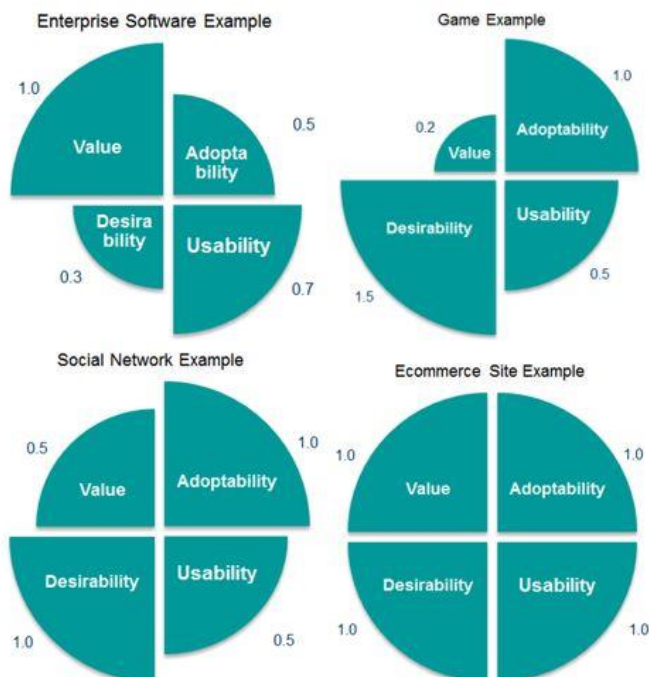 Enterprise Software Example
1.0
Value
0.5
Adopta
bility
Desira
bility
0.3
Usability
0.7
Game Example
0.2
Value
1.0
Adoptability
Desirability
1.5
Usability
0.5
Social Network Example
0.5
Value
1.0
Adoptability
Desirability
1.0
Usability
0.5
Ecommerce Site Example
1.0
Value
1.0
Adoptability
Desirability
1.0
Usability
1.0